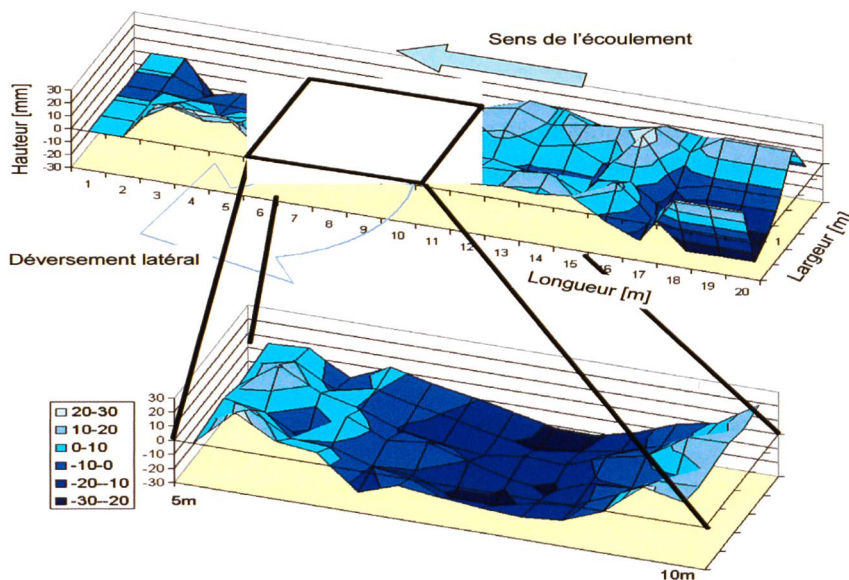 Sens de l'écoulement
Hauteur [mm]
30
20
10
0
-10
-20
-30
1 2 3 4 5 6 7 8 9 10 11 12 13 14 15 16 17 18 19 20
1
Largeur [m]
Longueur [m]
Déversement latéral
20-30
10-20
0-10
-10-0
-20--10
-30--20
30
20
10
0
-10
-20
-30
5m
10m